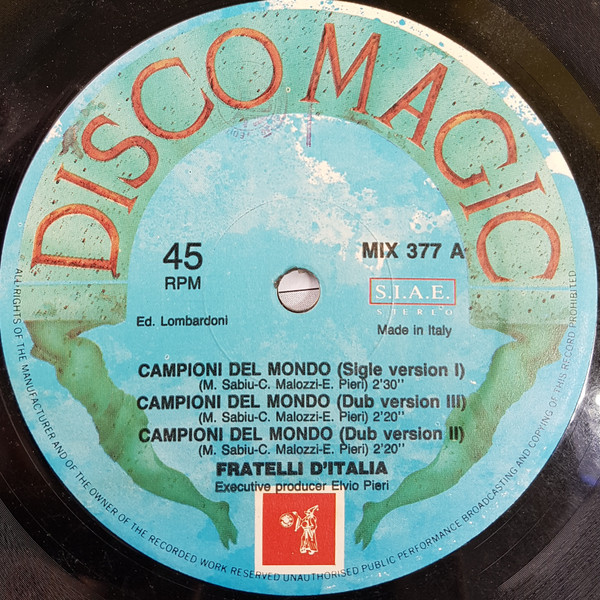 DISCO MAGIC
45
RPM
MIX 377 A
S.I.A.E.
STEREO
Ed. Lombardoni
Made in Italy
CAMPIONI DEL MONDO (Sigle version I)
(M. Sabiu-C. Malozzi-E. Pieri) 2'30''
CAMPIONI DEL MONDO (Dub version III)
(M. Sabiu-C. Malozzi-E. Pieri) 2'20''
CAMPIONI DEL MONDO (Dub version II)
(M. Sabiu-C. Malozzi-E. Pieri) 2'20''
FRATELLI D'ITALIA
Executive producer Elvio Pieri
ALL RIGHTS OF THE MANUFACTURER AND OF THE OWNER OF THE RECORDED WORK RESERVED UNAUTHORISED PUBLIC PERFORMANCE BROADCASTING AND COPYING OF THIS RECORD PROHIBITED